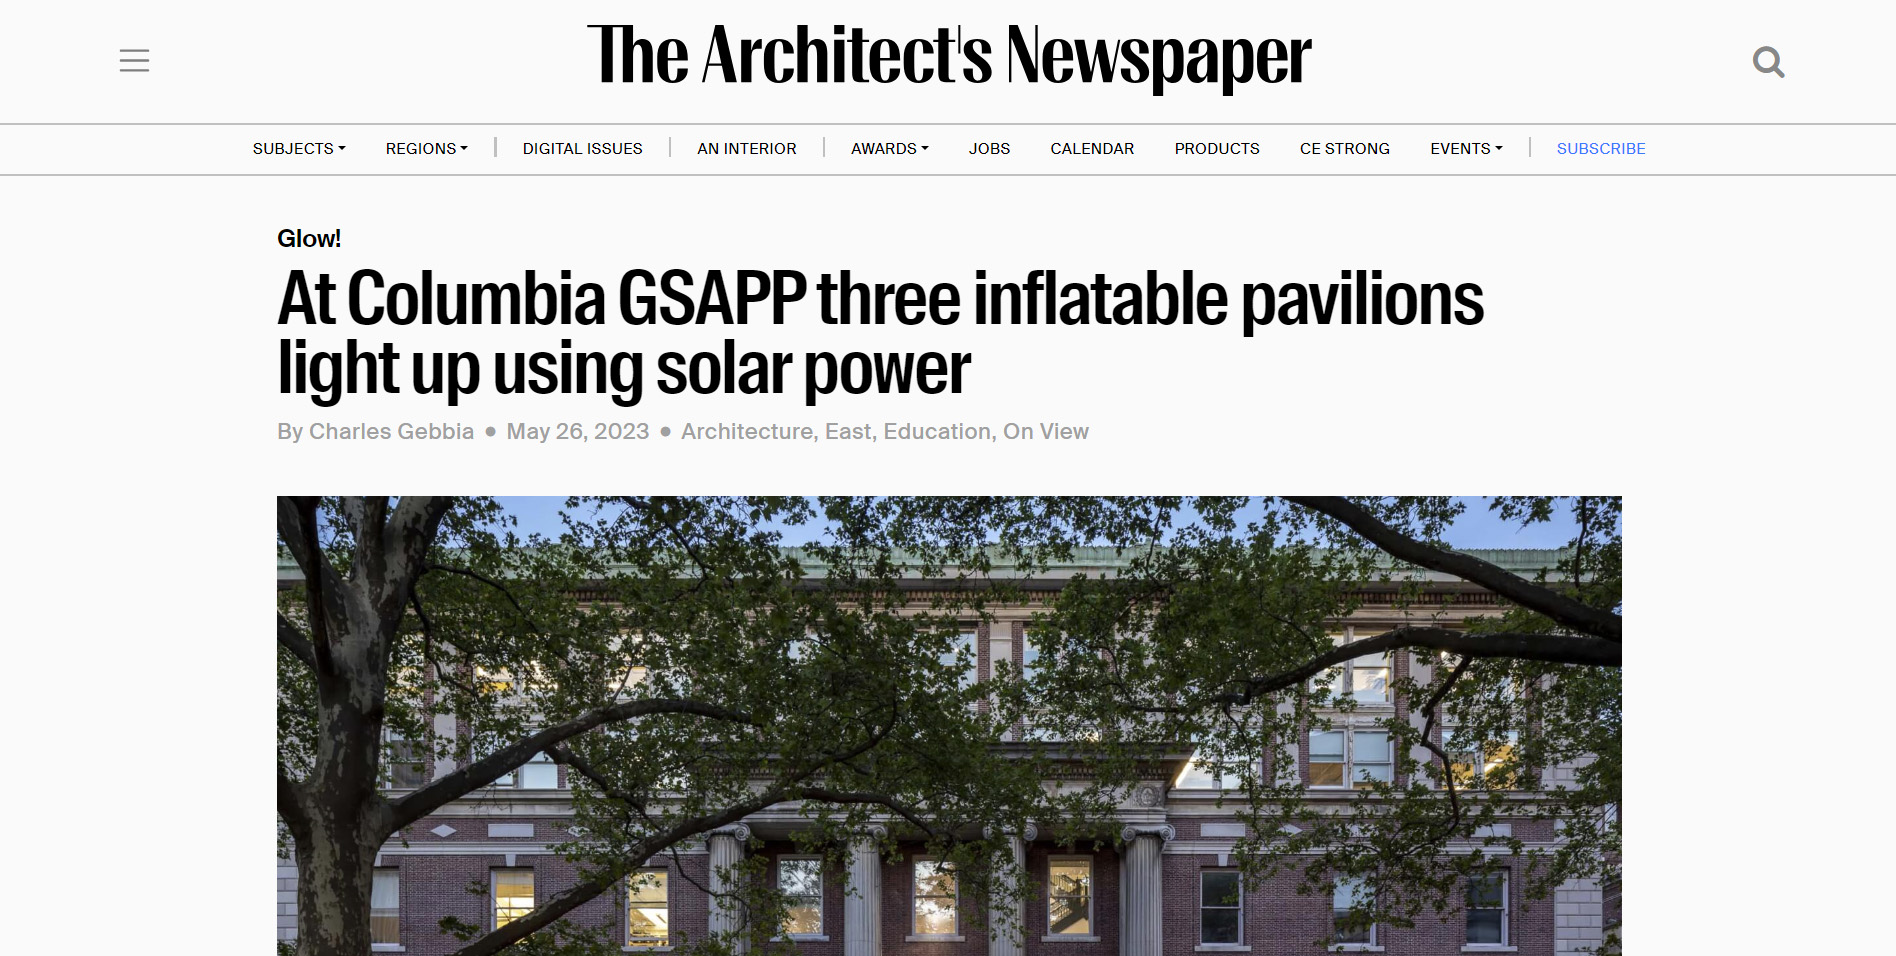 The Architect's Newspaper
SUBJECTS REGIONS DIGITAL ISSUES AN INTERIOR AWARDS JOBS CALENDAR PRODUCTS CE STRONG EVENTS SUBSCRIBE
Glow!
At Columbia GSAPP three inflatable pavilions
light up using solar power
By Charles Gebbia ● May 26, 2023 ● Architecture, East, Education, On View